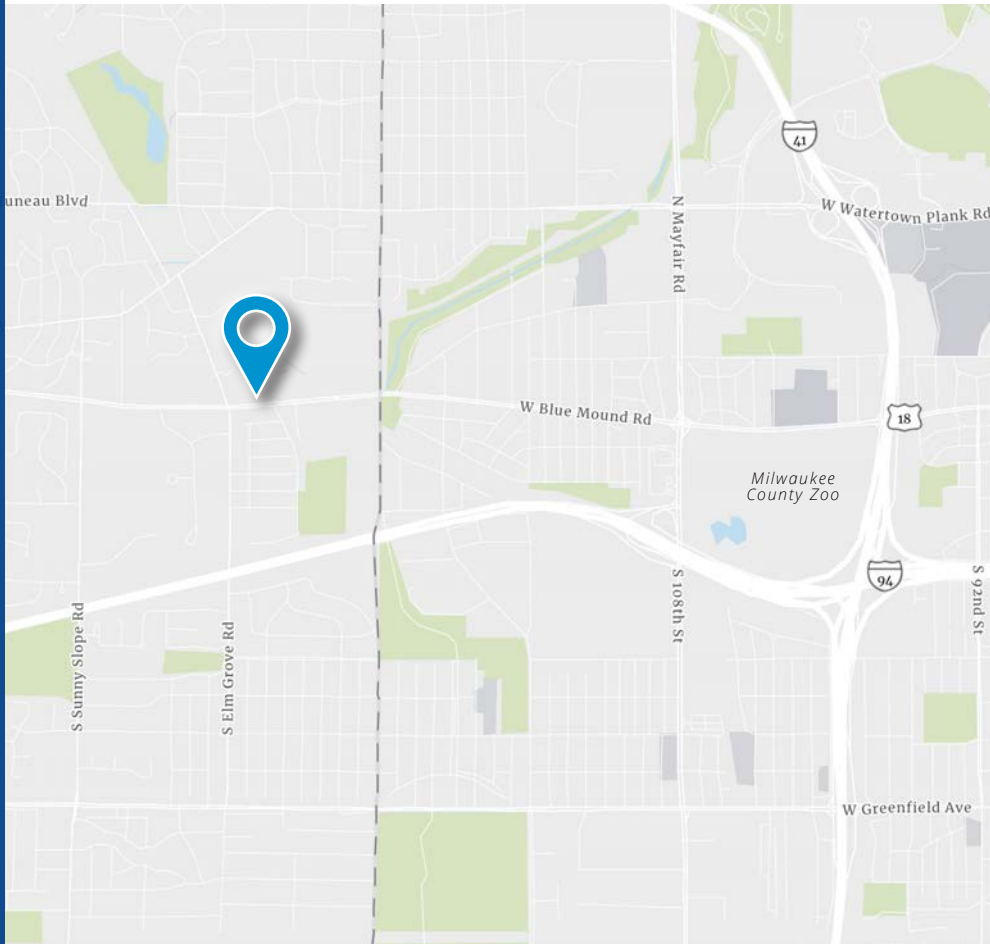 41
uneau Blvd
W Watertown Plank Rd
N Mayfair Rd
W Blue Mound Rd
18
Milwaukee
County Zoo
94
S 108th St
S 92nd St
S Sunny Slope Rd
S Elm Grove Rd
W Greenfield Ave